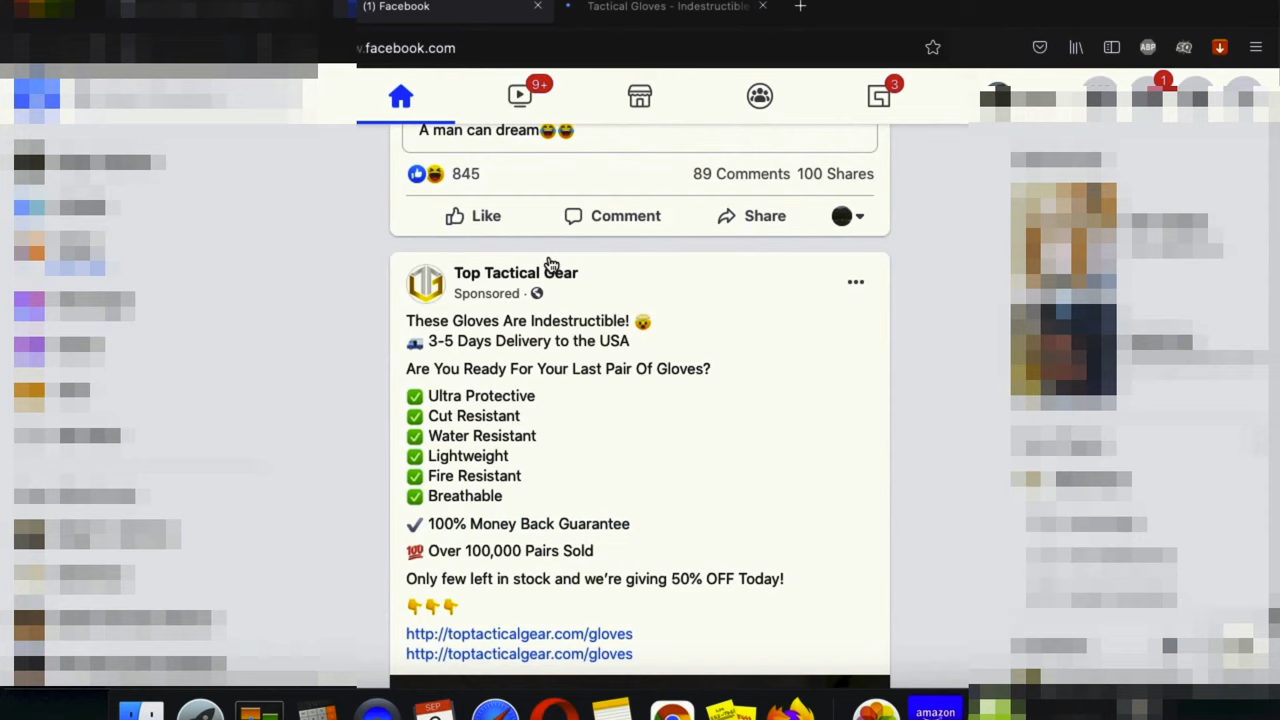 (1) Facebook
Tactical Gloves - Indestructible
.facebook.com
ABP
9+
3
1
A man can dream😆😆
845
89 Comments 100 Shares
Like
Comment
Share
Top Tactical Gear
Sponsored ·
These Gloves Are Indestructible! 🤯
🚙 3-5 Days Delivery to the USA
Are You Ready For Your Last Pair Of Gloves?
✅ Ultra Protective
✅ Cut Resistant
✅ Water Resistant
✅ Lightweight
✅ Fire Resistant
✅ Breathable
✔️ 100% Money Back Guarantee
💯 Over 100,000 Pairs Sold
Only few left in stock and we're giving 50% OFF Today!
👇👇👇
http://toptacticalgear.com/gloves
http://toptacticalgear.com/gloves
SEP
amazon